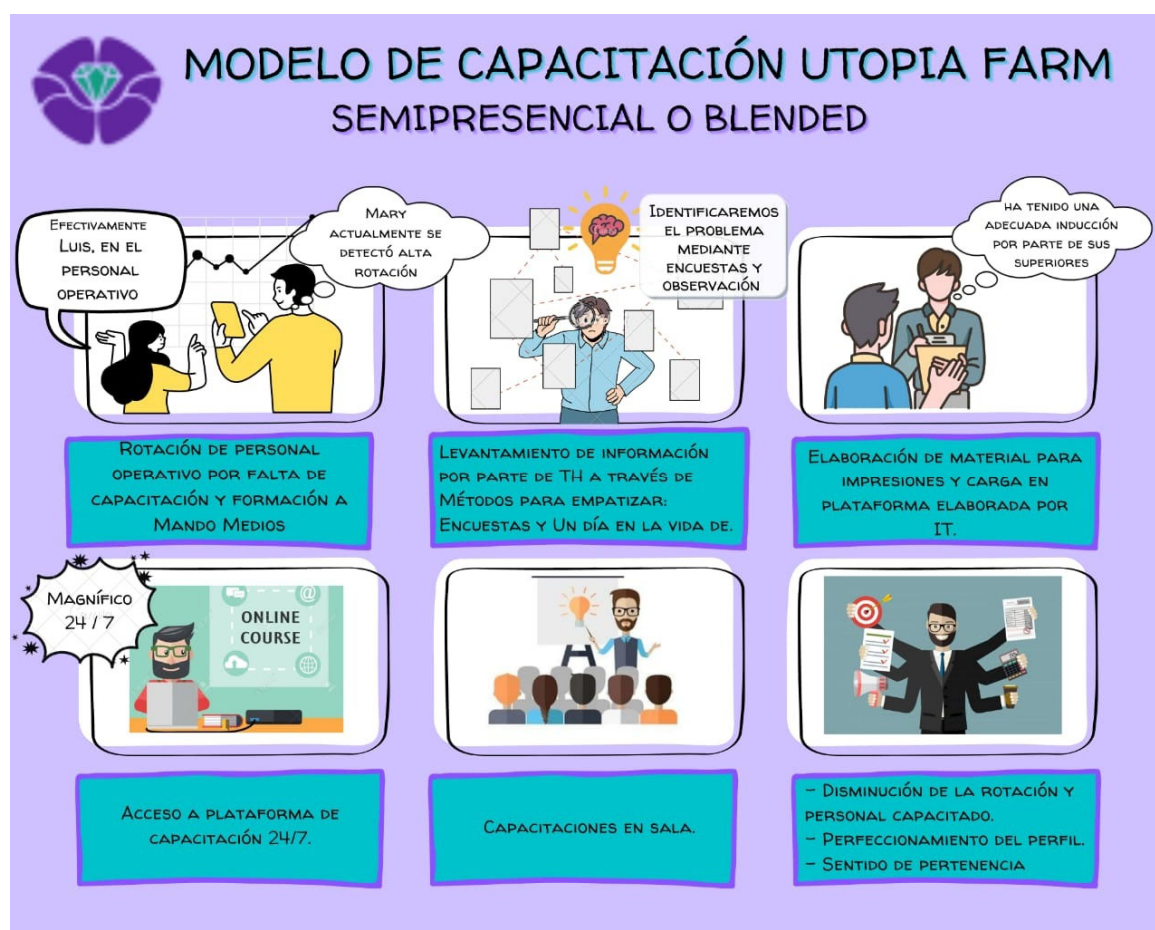 MODELO DE CAPACITACIÓN UTOPIA FARM
SEMIPRESENCIAL O BLENDED
EFECTIVAMENTE
LUIS, EN EL
PERSONAL
OPERATIVO
MARY
ACTUALMENTE SE
DETECTÓ ALTA
ROTACIÓN
IDENTIFICAREMOS
EL PROBLEMA
MEDIANTE
ENCUESTAS Y
OBSERVACIÓN
HA TENIDO UNA
ADECUADA INDUCCIÓN
POR PARTE DE SUS
SUPERIORES
ROTACIÓN DE PERSONAL
OPERATIVO POR FALTA DE
CAPACITACIÓN Y FORMACIÓN A
MANDO MEDIOS
LEVANTAMIENTO DE INFORMACIÓN
POR PARTE DE TH A TRAVÉS DE
MÉTODOS PARA EMPATIZAR:
ENCUESTAS Y UN DÍA EN LA VIDA DE.
ELABORACIÓN DE MATERIAL PARA
IMPRESIONES Y CARGA EN
PLATAFORMA ELABORADA POR
IT.
MAGNÍFICO
24 / 7
ONLINE
COURSE
ACCESO A PLATAFORMA DE
CAPACITACIÓN 24/7.
CAPACITACIONES EN SALA.
- DISMINUCIÓN DE LA ROTACIÓN Y
PERSONAL CAPACITADO.
- PERFECCIONAMIENTO DEL PERFIL.
- SENTIDO DE PERTENENCIA